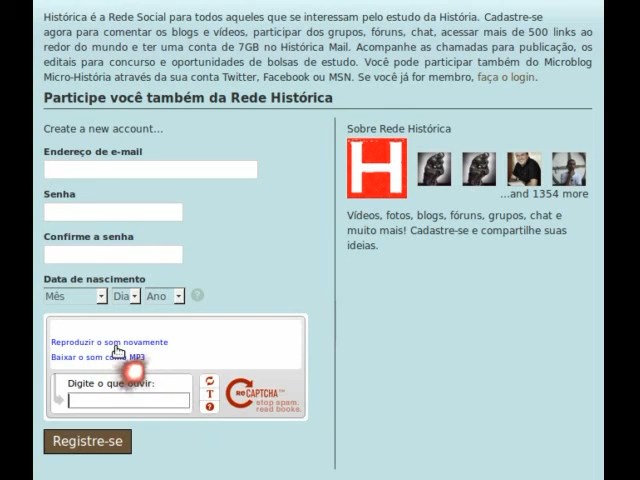 Histórica é a Rede Social para todos aqueles que se interessam pelo estudo da História. Cadastre-se
agora para comentar os blogs e vídeos, participar dos grupos, fóruns, chat, acessar mais de 500 links ao
redor do mundo e ter uma conta de 7GB no Histórica Mail. Acompanhe as chamadas para publicação, os
editais para concurso e oportunidades de bolsas de estudo. Você pode participar também do Microblog
Micro-História através da sua conta Twitter, Facebook ou MSN. Se você já for membro, faça o login.
Participe você também da Rede Histórica
Create a new account...
Endereço de e-mail
Senha
Confirme a senha
Data de nascimento
Mês Dia Ano ?
Reproduzir o som novamente
Baixar o som como MP3
Digite o que ouvir:
T
?
reCAPTCHA™
stop spam.
read books.
Registre-se
Sobre Rede Histórica
H
...and 1354 more
Vídeos, fotos, blogs, fóruns, grupos, chat e
muito mais! Cadastre-se e compartilhe suas
ideias.